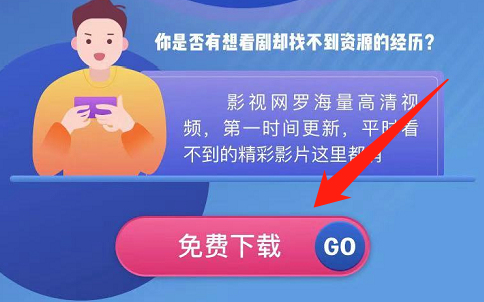 你是否有想看剧却找不到资源的经历？
影视网罗海量高清视
频，第一时间更新，平时看
不到的精彩影片这里都有
免费下载 GO